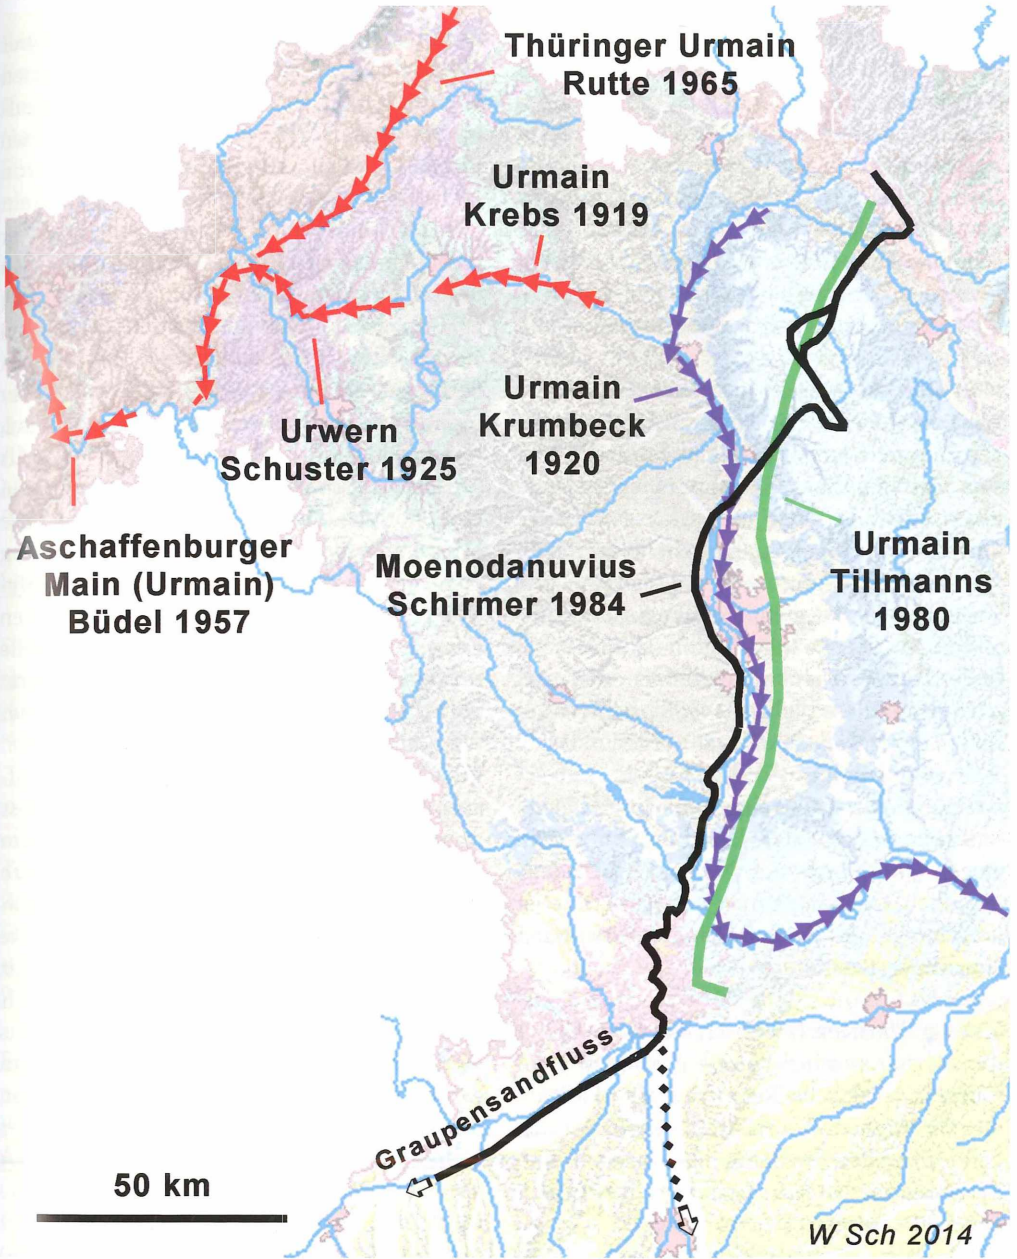 Thüringer Urmain
Rutte 1965
Urmain
Krebs 1919
Urmain
Krumbeck
1920
Urwern
Schuster 1925
Aschaffenburger
Main (Urmain)
Büdel 1957
Moenodanuvius
Schirmer 1984
Urmain
Tillmanns
1980
Graupensandfluss
50 km
W Sch 2014